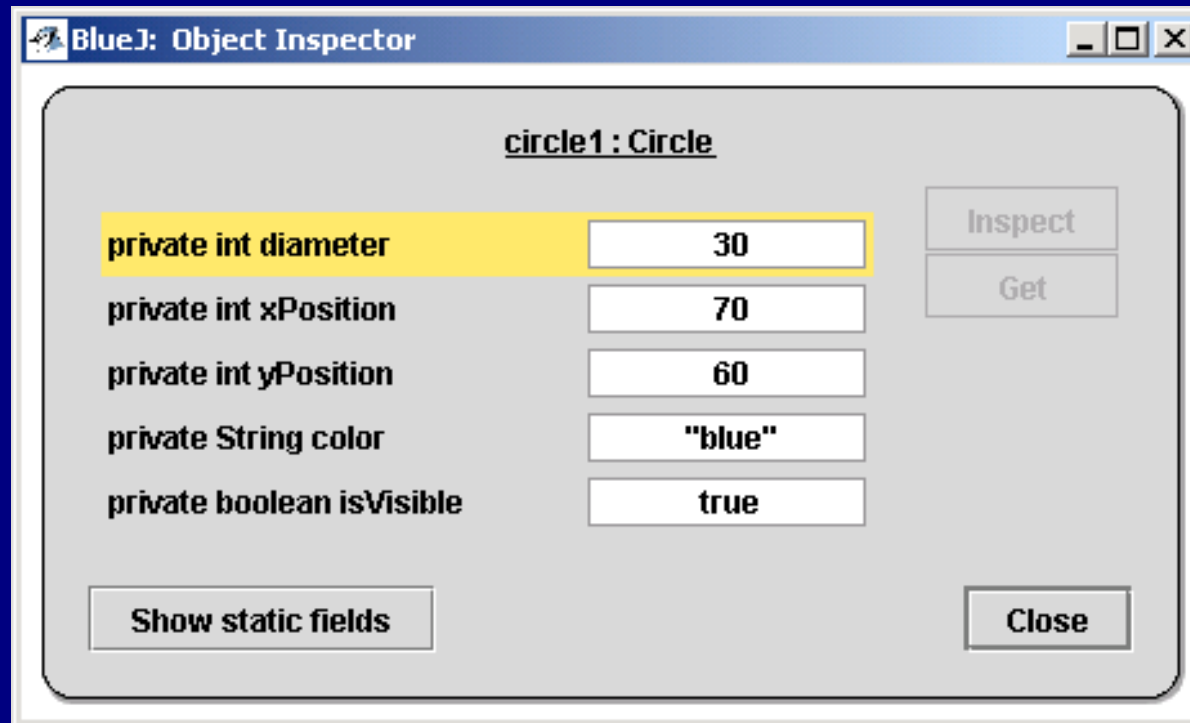 BlueJ: Object Inspector
circle1 : Circle
private int diameter 30
Inspect
private int xPosition 70
Get
private int yPosition 60
private String color "blue"
private boolean isVisible true
Show static fields
Close